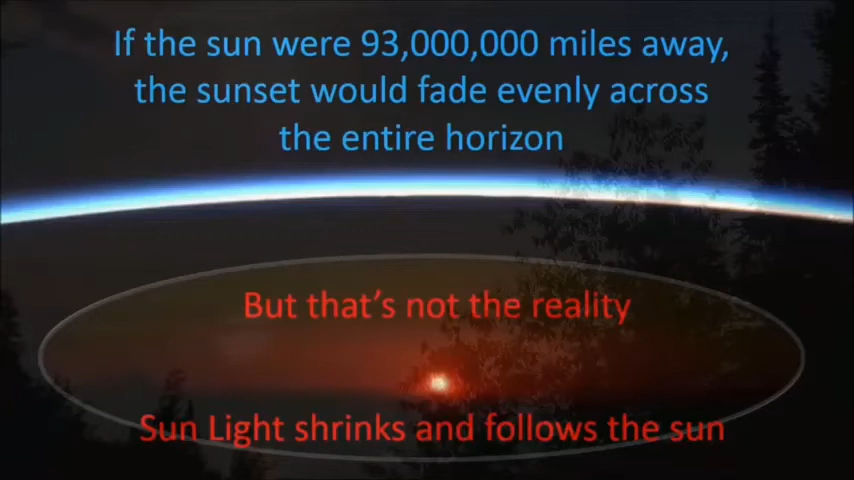 If the sun were 93,000,000 miles away,
the sunset would fade evenly across
the entire horizon
But that's not the reality
Sun Light shrinks and follows the sun